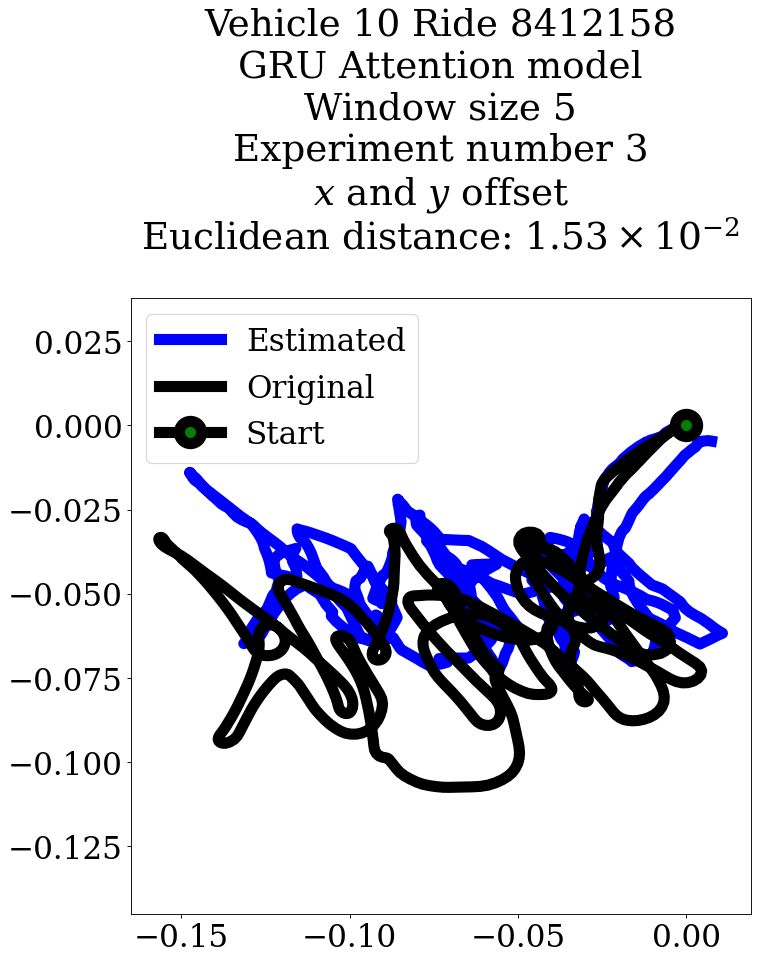 Vehicle 10 Ride 8412158
GRU Attention model
Window size 5
Experiment number 3
x and y offset
Euclidean distance: 1.53 × 10⁻²
Estimated
Original
Start
0.025
0.000
−0.025
−0.050
−0.075
−0.100
−0.125
−0.15
−0.10
−0.05
0.00